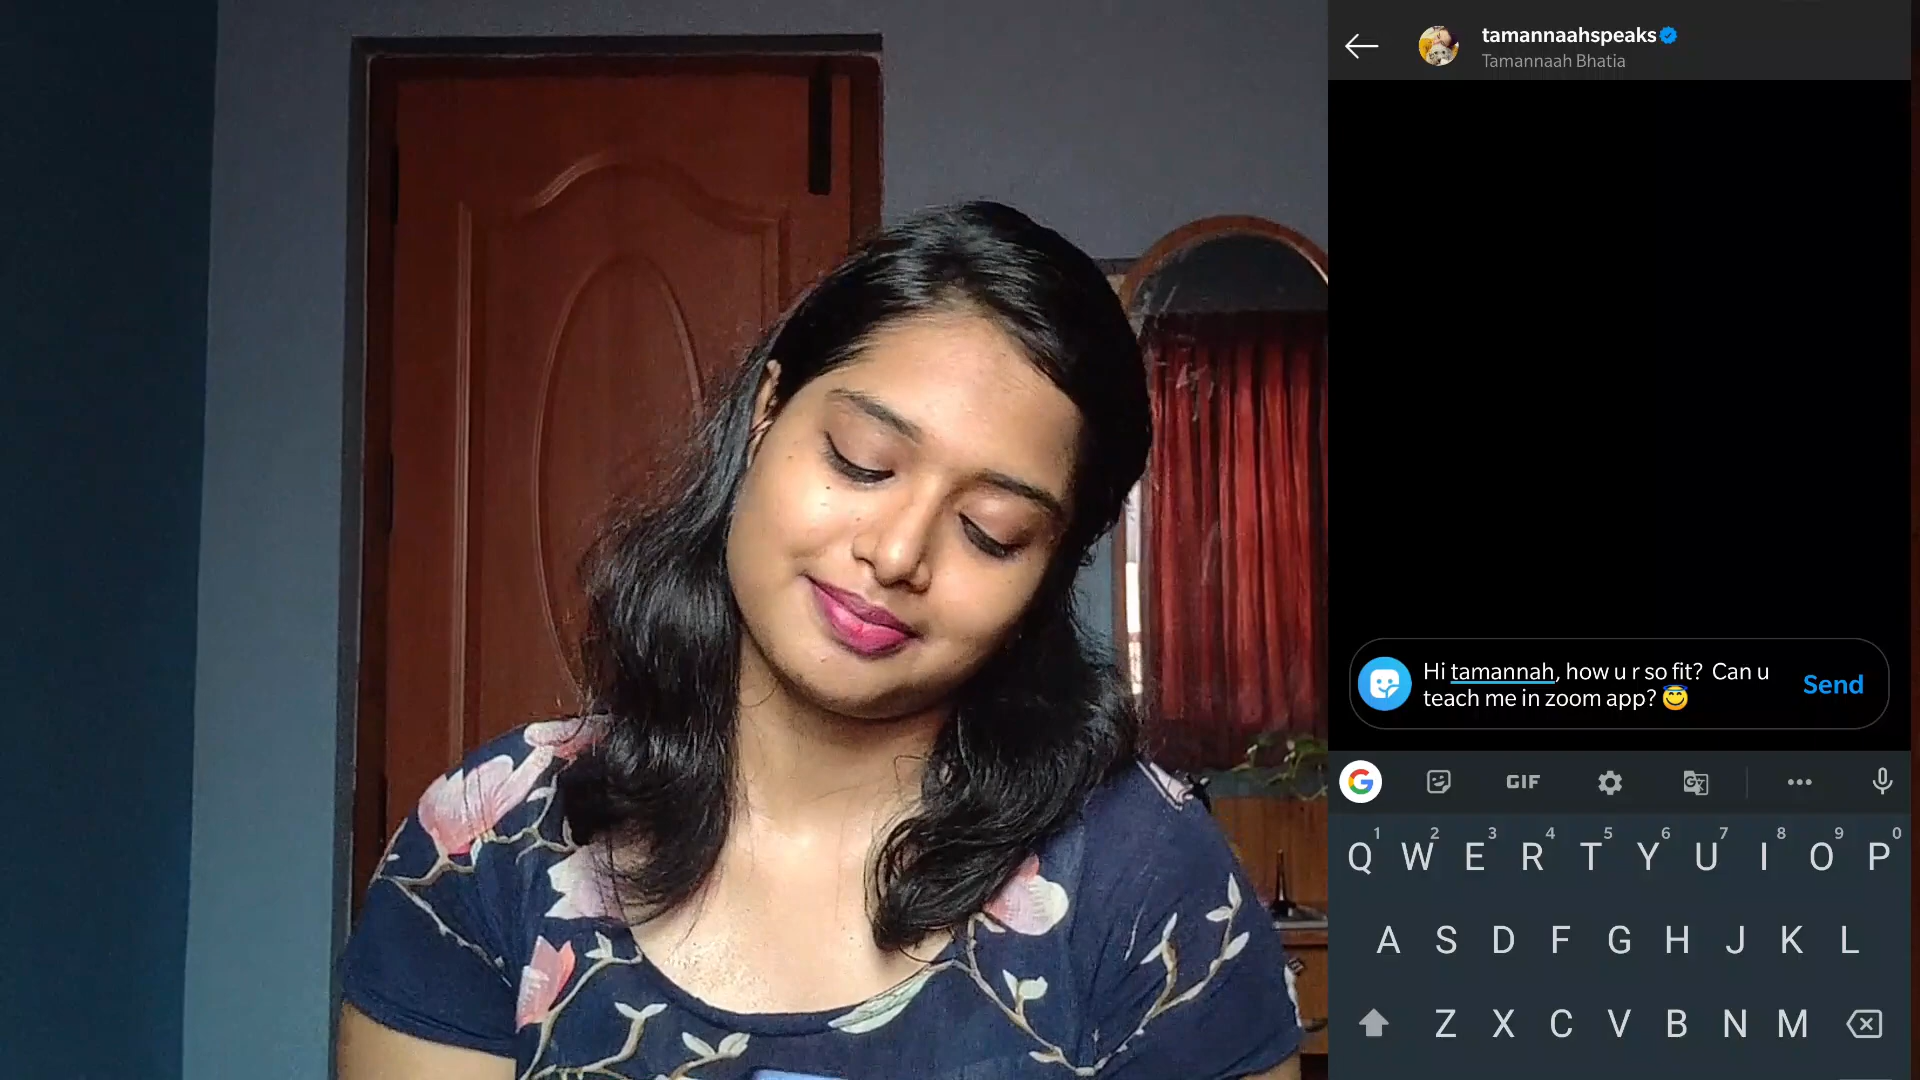 tamannaahspeaks
Tamannaah Bhatia
Hi tamannah, how u r so fit?  Can u
teach me in zoom app? 😇
Send
G GIF
1 2 3 4 5 6 7 8 9 0
Q W E R T Y U I O P
A S D F G H J K L
Z X C V B N M